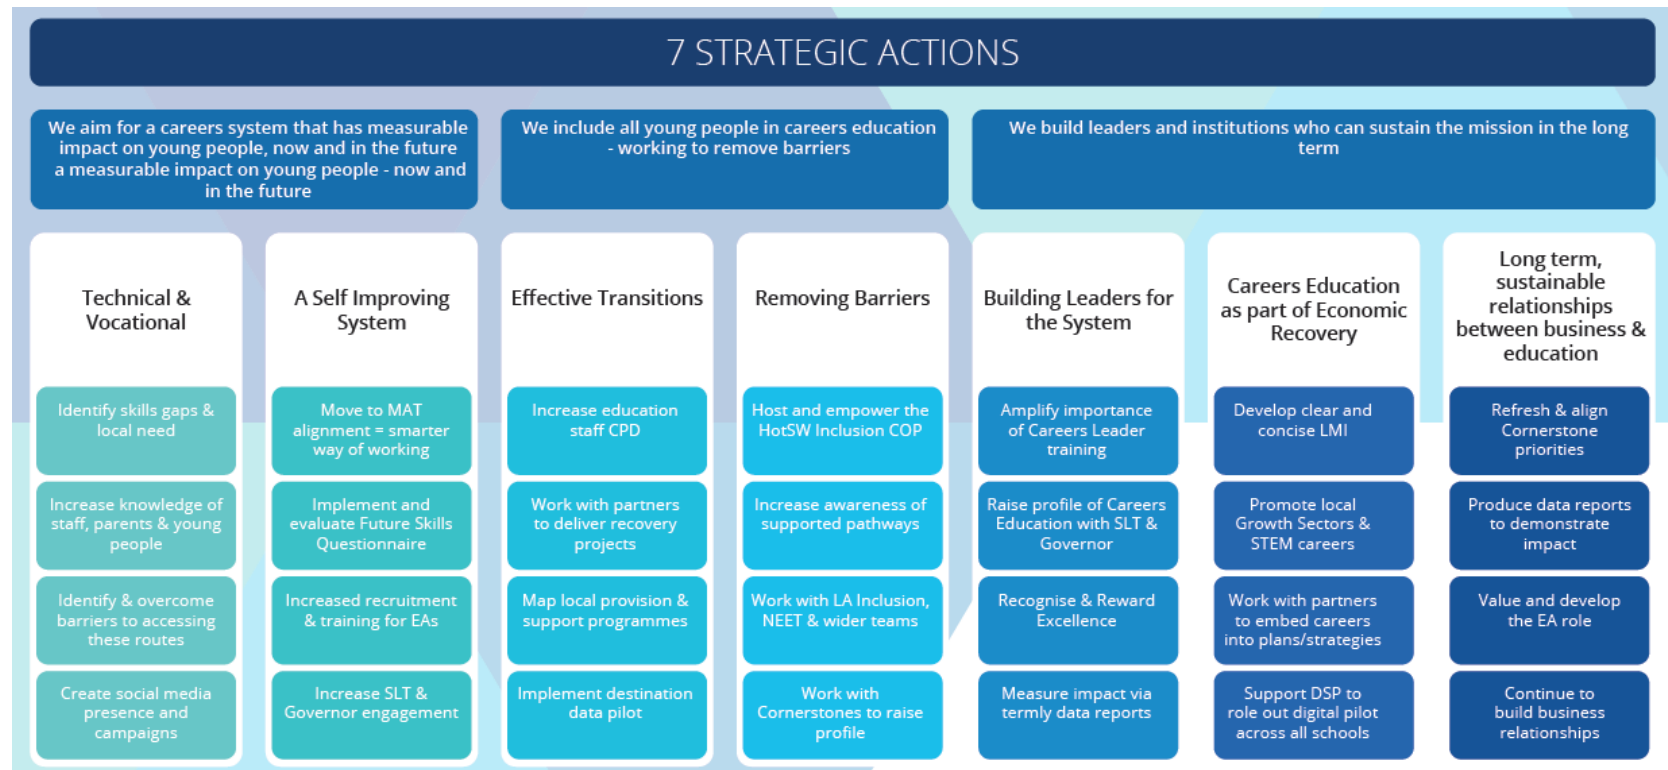 7 STRATEGIC ACTIONS
We aim for a careers system that has measurable
impact on young people, now and in the future
a measurable impact on young people - now and
in the future
We include all young people in careers education
- working to remove barriers
We build leaders and institutions who can sustain the mission in the long
term
Technical &
Vocational
Identify skills gaps &
local need
Increase knowledge of
staff, parents & young
people
Identify & overcome
barriers to accessing
these routes
Create social media
presence and
campaigns
A Self Improving
System
Move to MAT
alignment = smarter
way of working
Implement and
evaluate Future Skills
Questionnaire
Increased recruitment
& training for EAs
Increase SLT &
Governor engagement
Effective Transitions
Increase education
staff CPD
Work with partners
to deliver recovery
projects
Map local provision &
support programmes
Implement destination
data pilot
Removing Barriers
Host and empower the
HotSW Inclusion COP
Increase awareness of
supported pathways
Work with LA Inclusion,
NEET & wider teams
Work with
Cornerstones to raise
profile
Building Leaders for
the System
Amplify importance
of Careers Leader
training
Raise profile of Careers
Education with SLT &
Governor
Recognise & Reward
Excellence
Measure impact via
termly data reports
Careers Education
as part of Economic
Recovery
Develop clear and
concise LMI
Promote local
Growth Sectors &
STEM careers
Work with partners
to embed careers
into plans/strategies
Support DSP to
role out digital pilot
across all schools
Long term,
sustainable
relationships
between business &
education
Refresh & align
Cornerstone
priorities
Produce data reports
to demonstrate
impact
Value and develop
the EA role
Continue to
build business
relationships